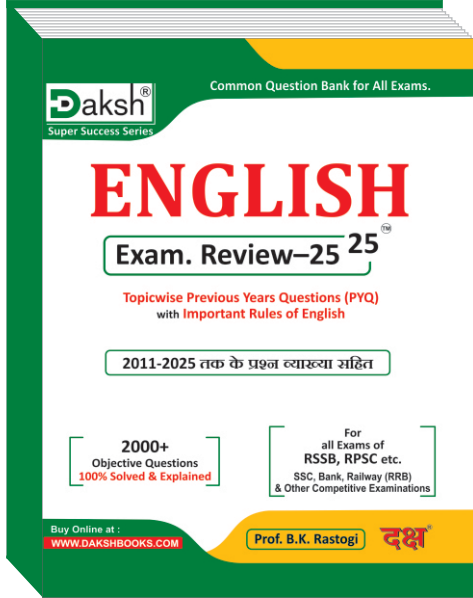 Daksh®
Super Success Series
Common Question Bank for All Exams.
ENGLISH
Exam. Review–25 25 ™
Topicwise Previous Years Questions (PYQ)
with Important Rules of English
2011-2025 तक के प्रश्न व्याख्या सहित
2000+
Objective Questions
100% Solved & Explained
For
all Exams of
RSSB, RPSC etc.
SSC, Bank, Railway (RRB)
& Other Competitive Examinations
Buy Online at :
WWW.DAKSHBOOKS.COM
Prof. B.K. Rastogi
दक्ष®